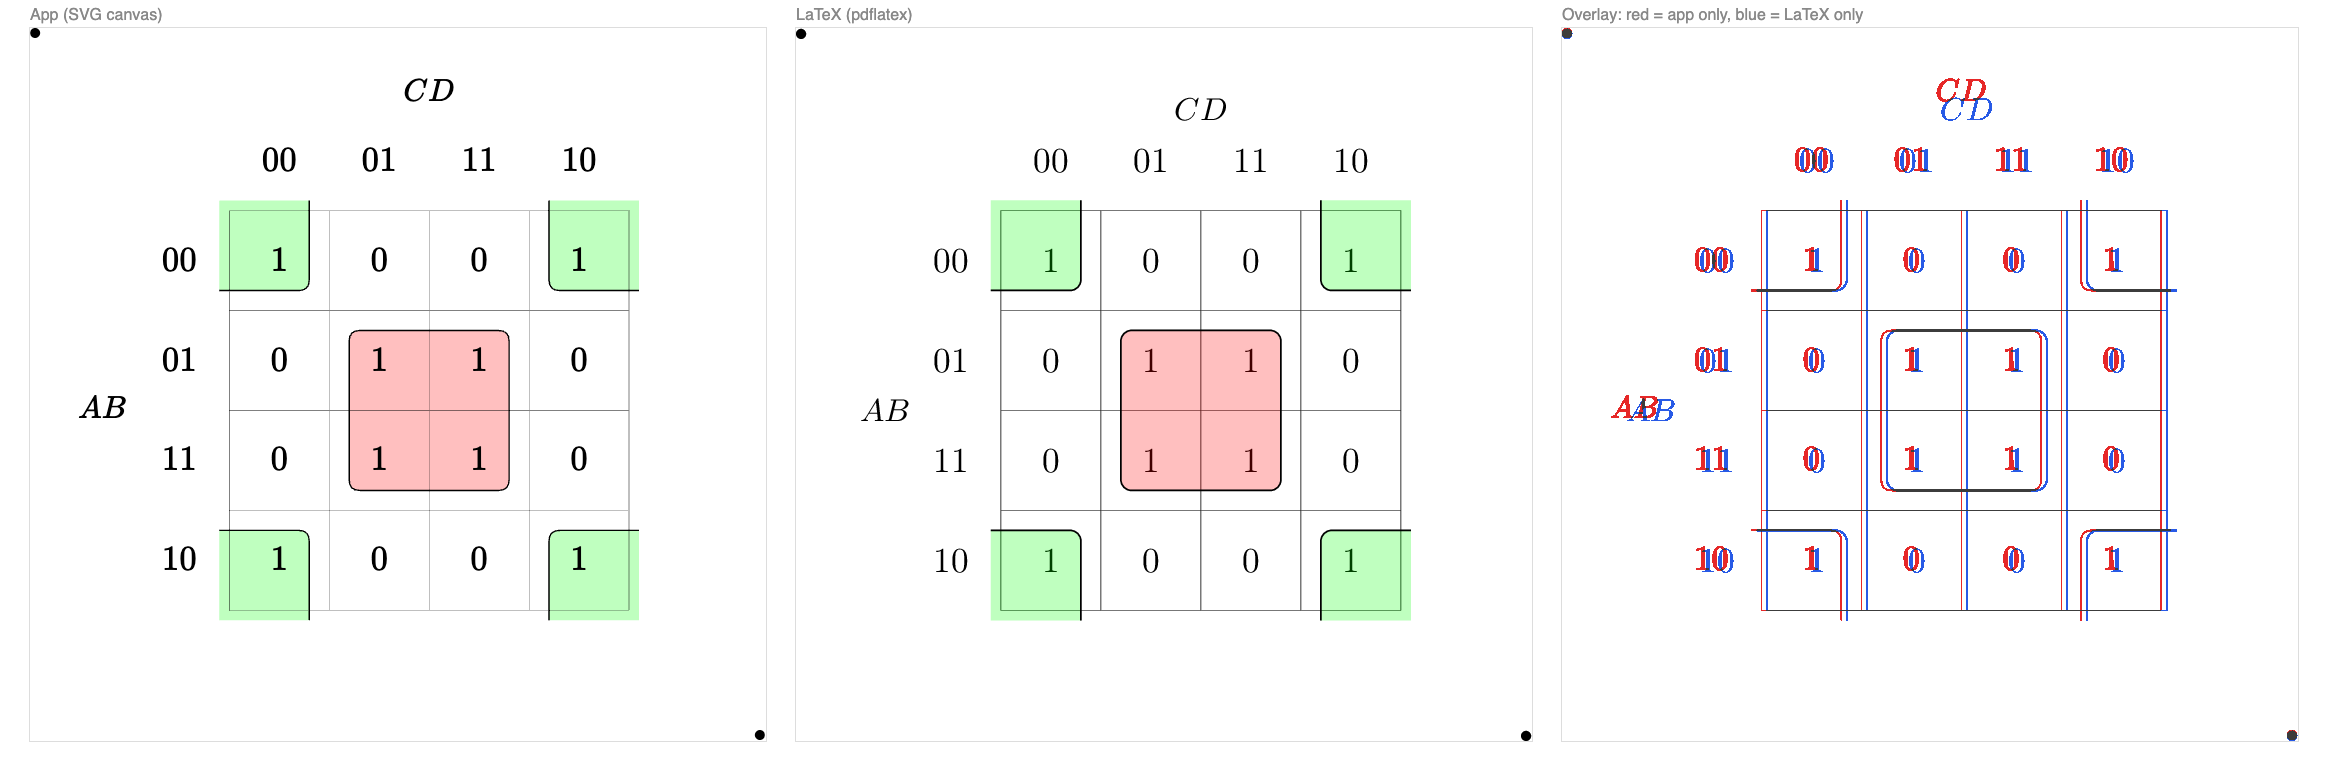 App (SVG canvas)
CD
00 01 11 10
00 1 0 0 1
01 0 1 1 0
AB
11 0 1 1 0
10 1 0 0 1
LaTeX (pdflatex)
CD
00 01 11 10
00 1 0 0 1
01 0 1 1 0
AB
11 0 1 1 0
10 1 0 0 1
Overlay: red = app only, blue = LaTeX only
CD
CD
00 01 11 10
00 1 0 0 1
01 0 1 1 0
AB
AB
11 0 1 1 0
10 1 0 0 1